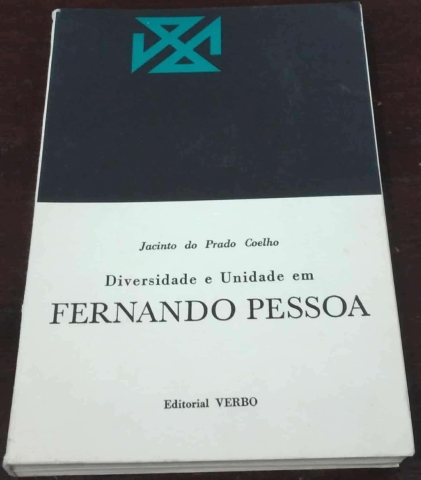 Jacinto do Prado Coelho
Diversidade e Unidade em
FERNANDO PESSOA
Editorial VERBO